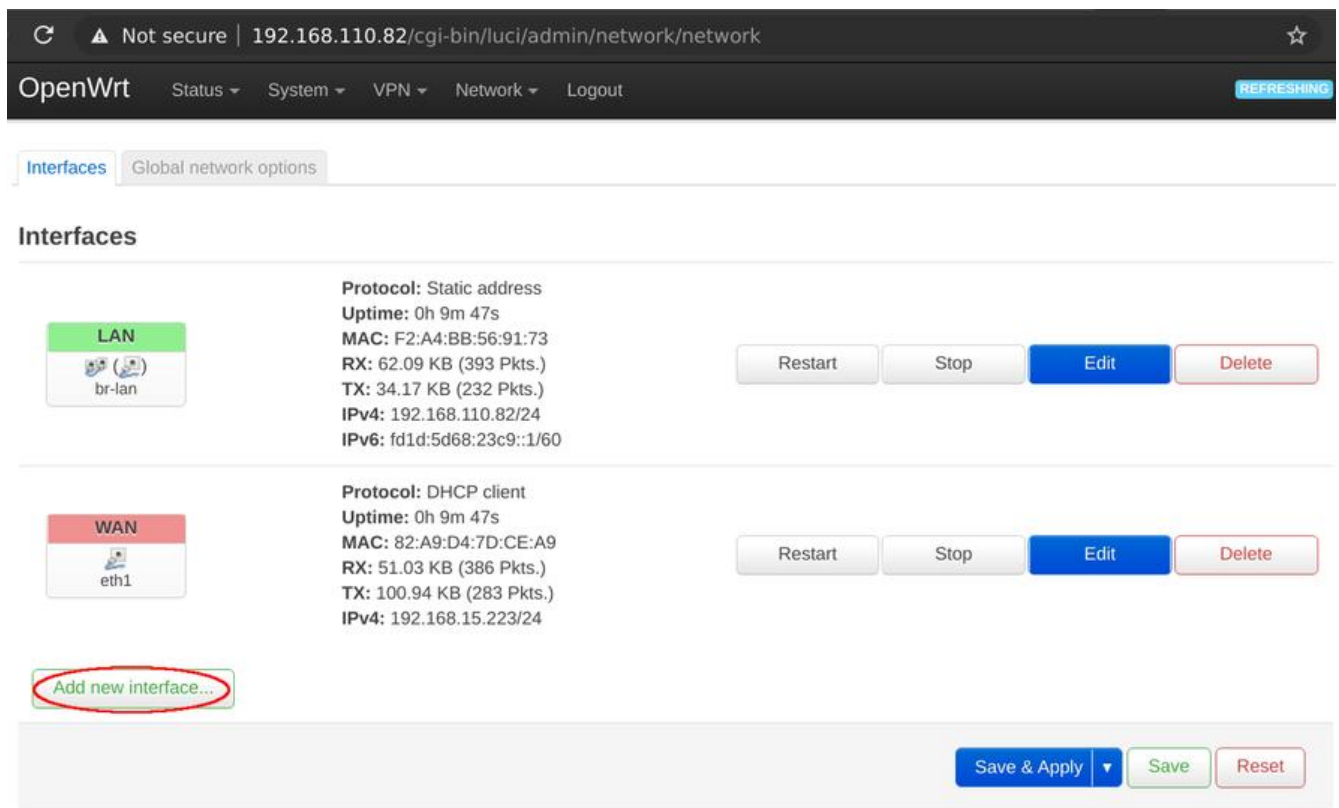 Not secure | 192.168.110.82/cgi-bin/luci/admin/network/network
OpenWrt Status System VPN Network Logout REFRESHING
Interfaces Global network options
Interfaces
LAN
br-lan
Protocol: Static address
Uptime: 0h 9m 47s
MAC: F2:A4:BB:56:91:73
RX: 62.09 KB (393 Pkts.)
TX: 34.17 KB (232 Pkts.)
IPv4: 192.168.110.82/24
IPv6: fd1d:5d68:23c9::1/60
Restart Stop Edit Delete
WAN
eth1
Protocol: DHCP client
Uptime: 0h 9m 47s
MAC: 82:A9:D4:7D:CE:A9
RX: 51.03 KB (386 Pkts.)
TX: 100.94 KB (283 Pkts.)
IPv4: 192.168.15.223/24
Restart Stop Edit Delete
Add new interface...
Save & Apply Save Reset